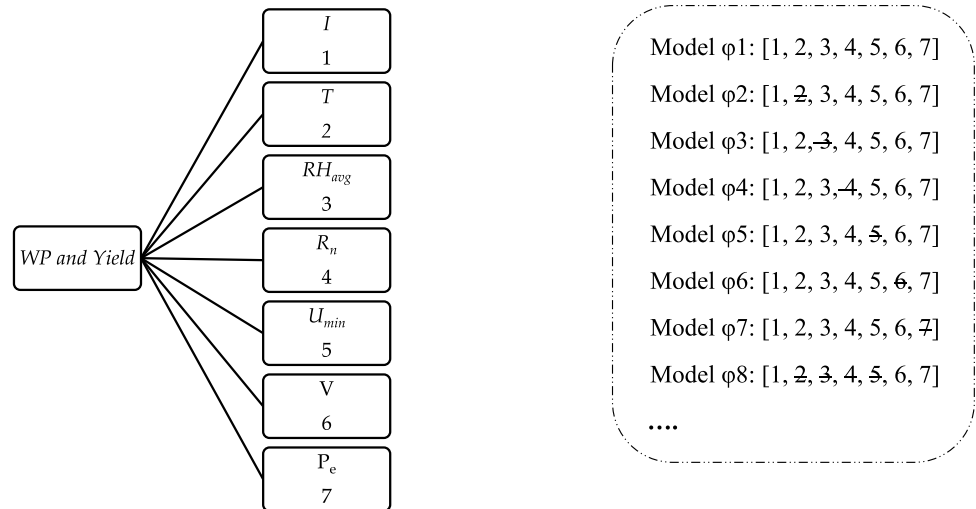 I
1
T
2
RHavg
3
Rn
4
WP and Yield
Umin
5
V
6
Pe
7
Model φ1: [1, 2, 3, 4, 5, 6, 7]
Model φ2: [1, 2, 3, 4, 5, 6, 7]
Model φ3: [1, 2, 3, 4, 5, 6, 7]
Model φ4: [1, 2, 3, 4, 5, 6, 7]
Model φ5: [1, 2, 3, 4, 5, 6, 7]
Model φ6: [1, 2, 3, 4, 5, 6, 7]
Model φ7: [1, 2, 3, 4, 5, 6, 7]
Model φ8: [1, 2, 3, 4, 5, 6, 7]
....